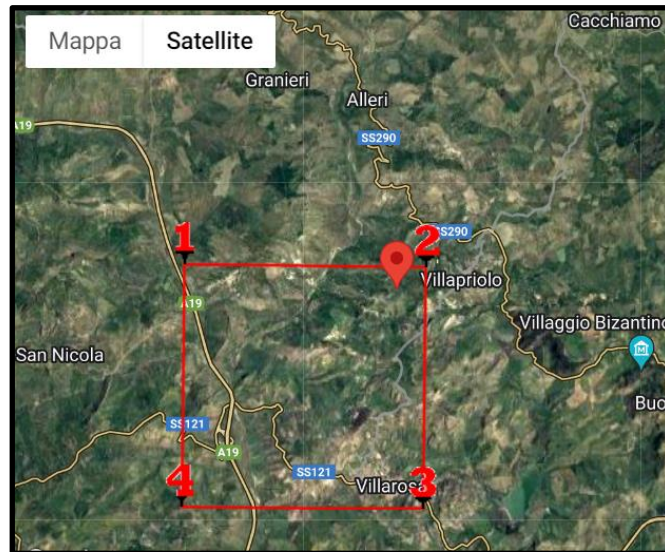 Mappa Satellite
Cacchiamo
Granieri
Alleri
A19
SS290
1
2
SS290
Villapriolo
A19
Villaggio Bizantino
San Nicola
Buo
SS121
A19
SS121
4
Villarosa
3